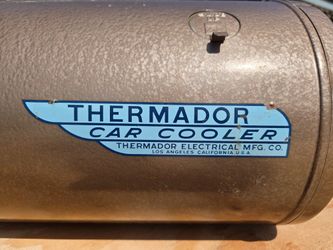 THERMADOR
CAR COOLER
THERMADOR ELECTRICAL MFG. CO.
LOS ANGELES CALIFORNIA U.S.A.